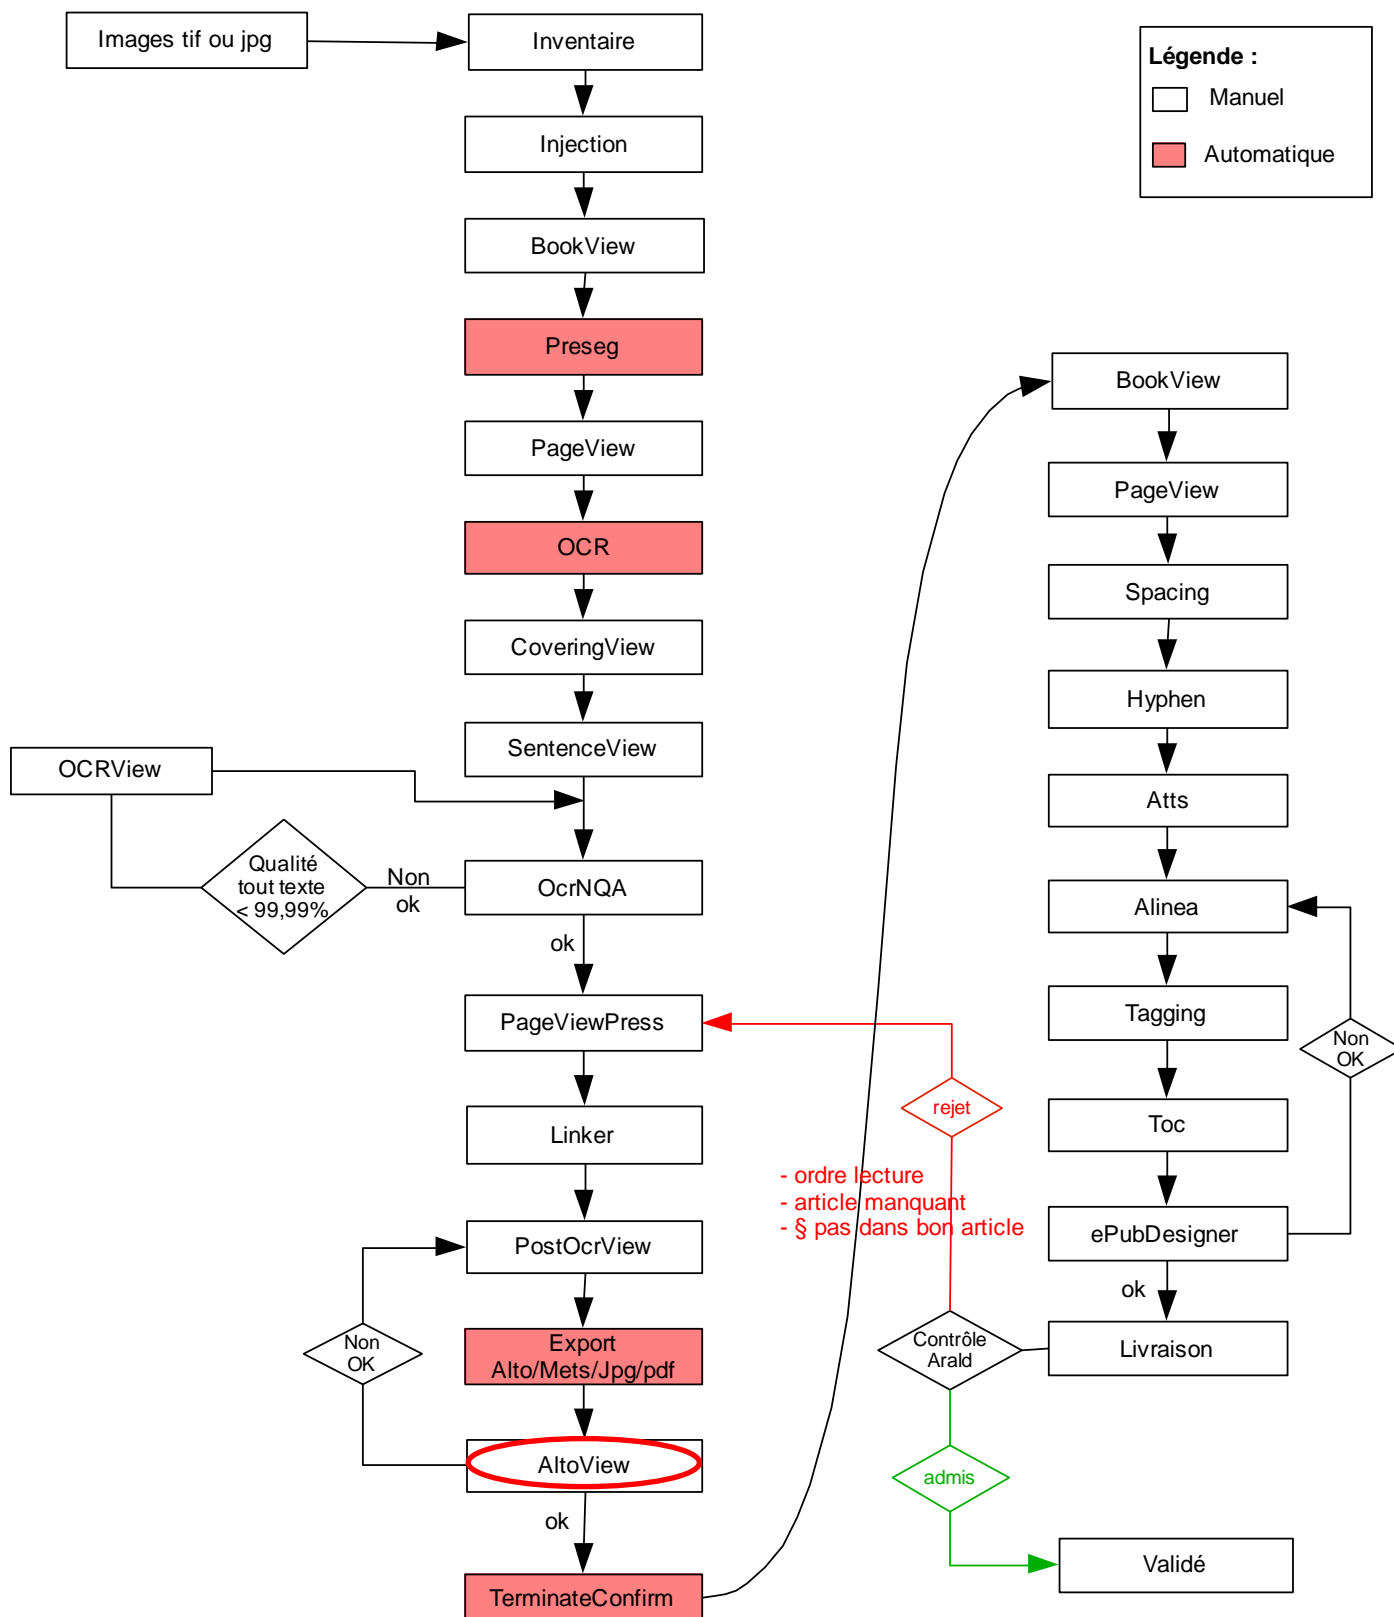 Images tif ou jpg
Inventaire
Légende :
Manuel
Automatique
Injection
BookView
Preseg
PageView
OCR
CoveringView
SentenceView
OCRView
Qualité
tout texte
< 99,99%
Non
ok
OcrNQA
ok
PageViewPress
Linker
PostOcrView
Non
OK
Export
Alto/Mets/Jpg/pdf
AltoView
ok
TerminateConfirm
BookView
PageView
Spacing
Hyphen
Atts
Alinea
Tagging
Non
OK
Toc
ePubDesigner
ok
Livraison
Contrôle
Arald
rejet
- ordre lecture
- article manquant
- § pas dans bon article
admis
Validé